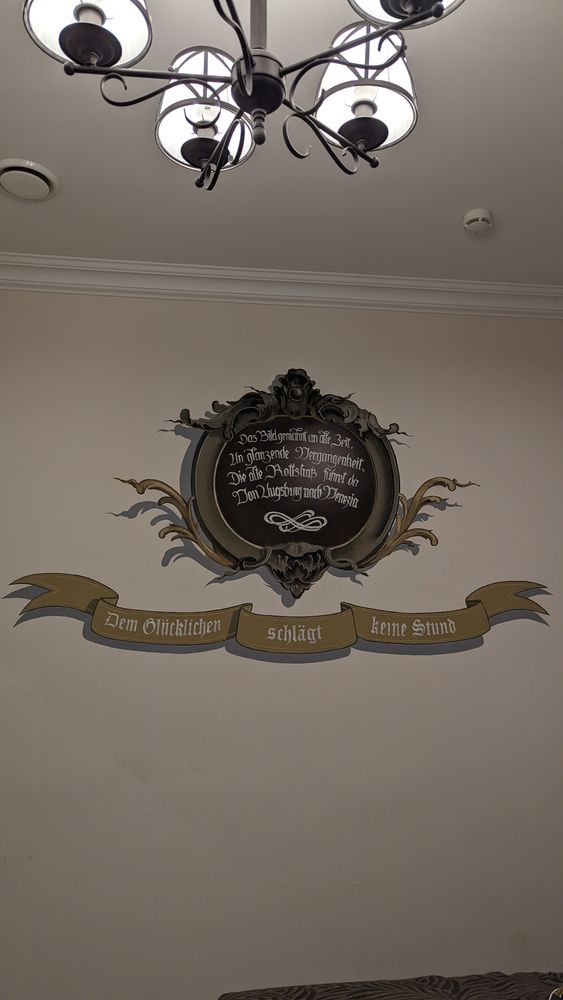 Das Bild gemahnt an alte Zeit.
An glanzende Vergangenheit.
Die alte Rottstraß führet da
Von Augsburg nach Venezia
Dem Glücklichen schlägt keine Stund